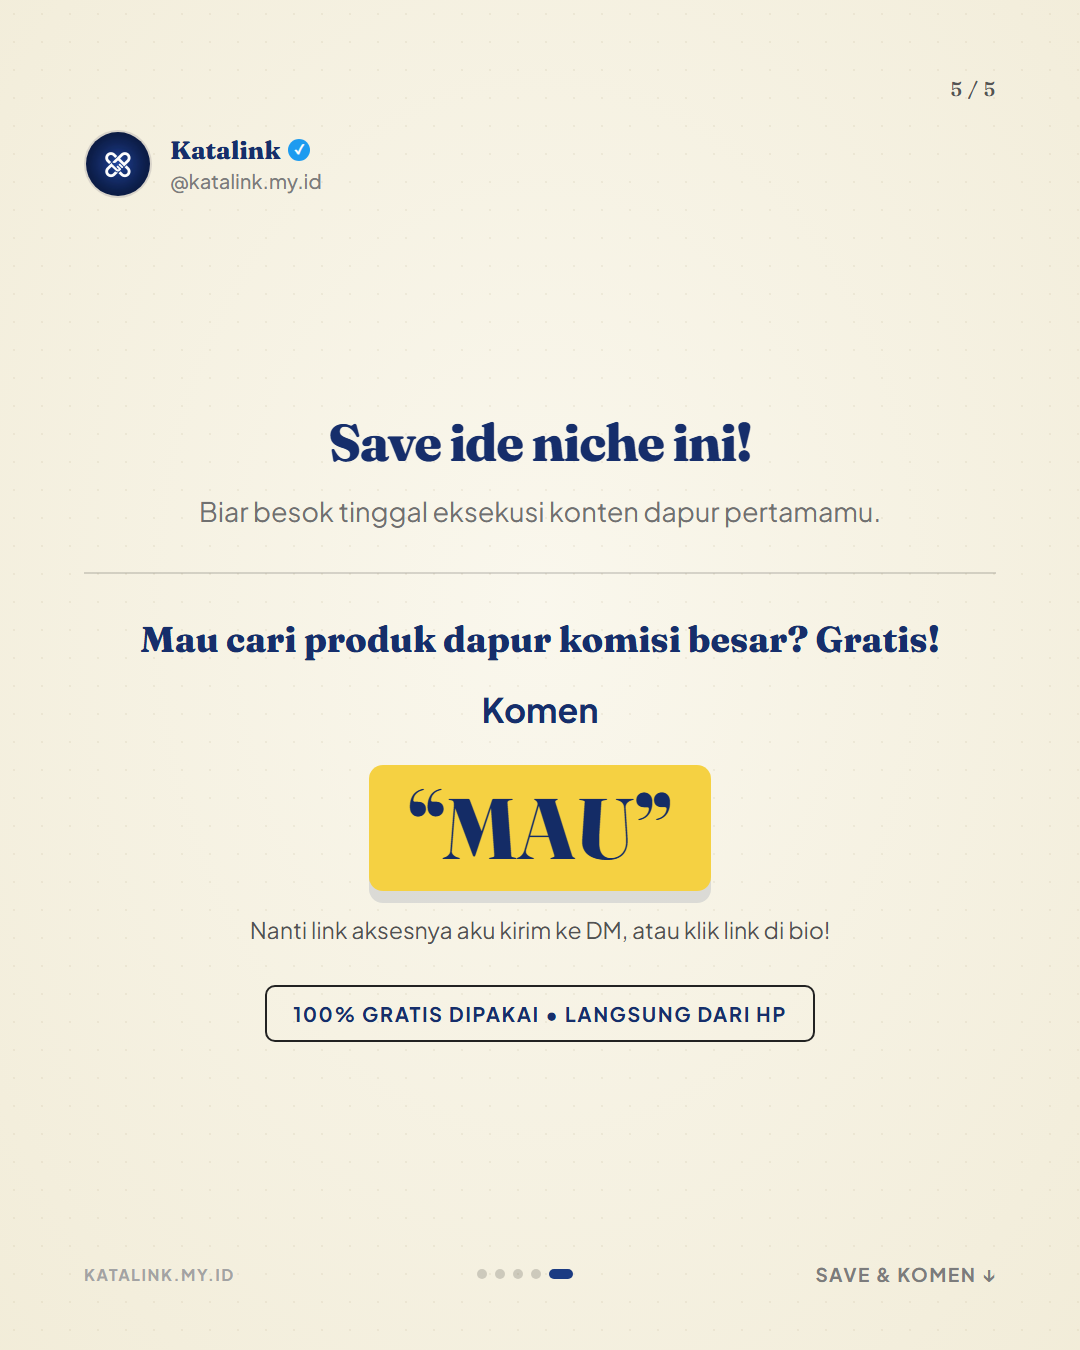 5 / 5
Katalink
@katalink.my.id
Save ide niche ini!
Biar besok tinggal eksekusi konten dapur pertamamu.
Mau cari produk dapur komisi besar? Gratis!
Komen
“MAU”
Nanti link aksesnya aku kirim ke DM, atau klik link di bio!
100% GRATIS DIPAKAI • LANGSUNG DARI HP
KATALINK.MY.ID
SAVE & KOMEN ↓